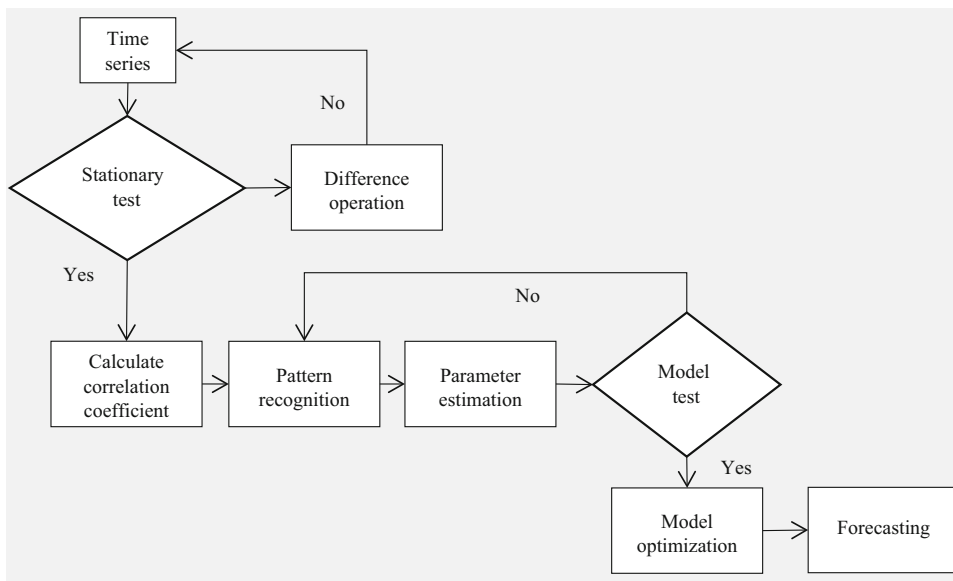 Time
series
No
Stationary
test
Difference
operation
Yes
No
Calculate
correlation
coefficient
Pattern
recognition
Parameter
estimation
Model
test
Yes
Model
optimization
Forecasting